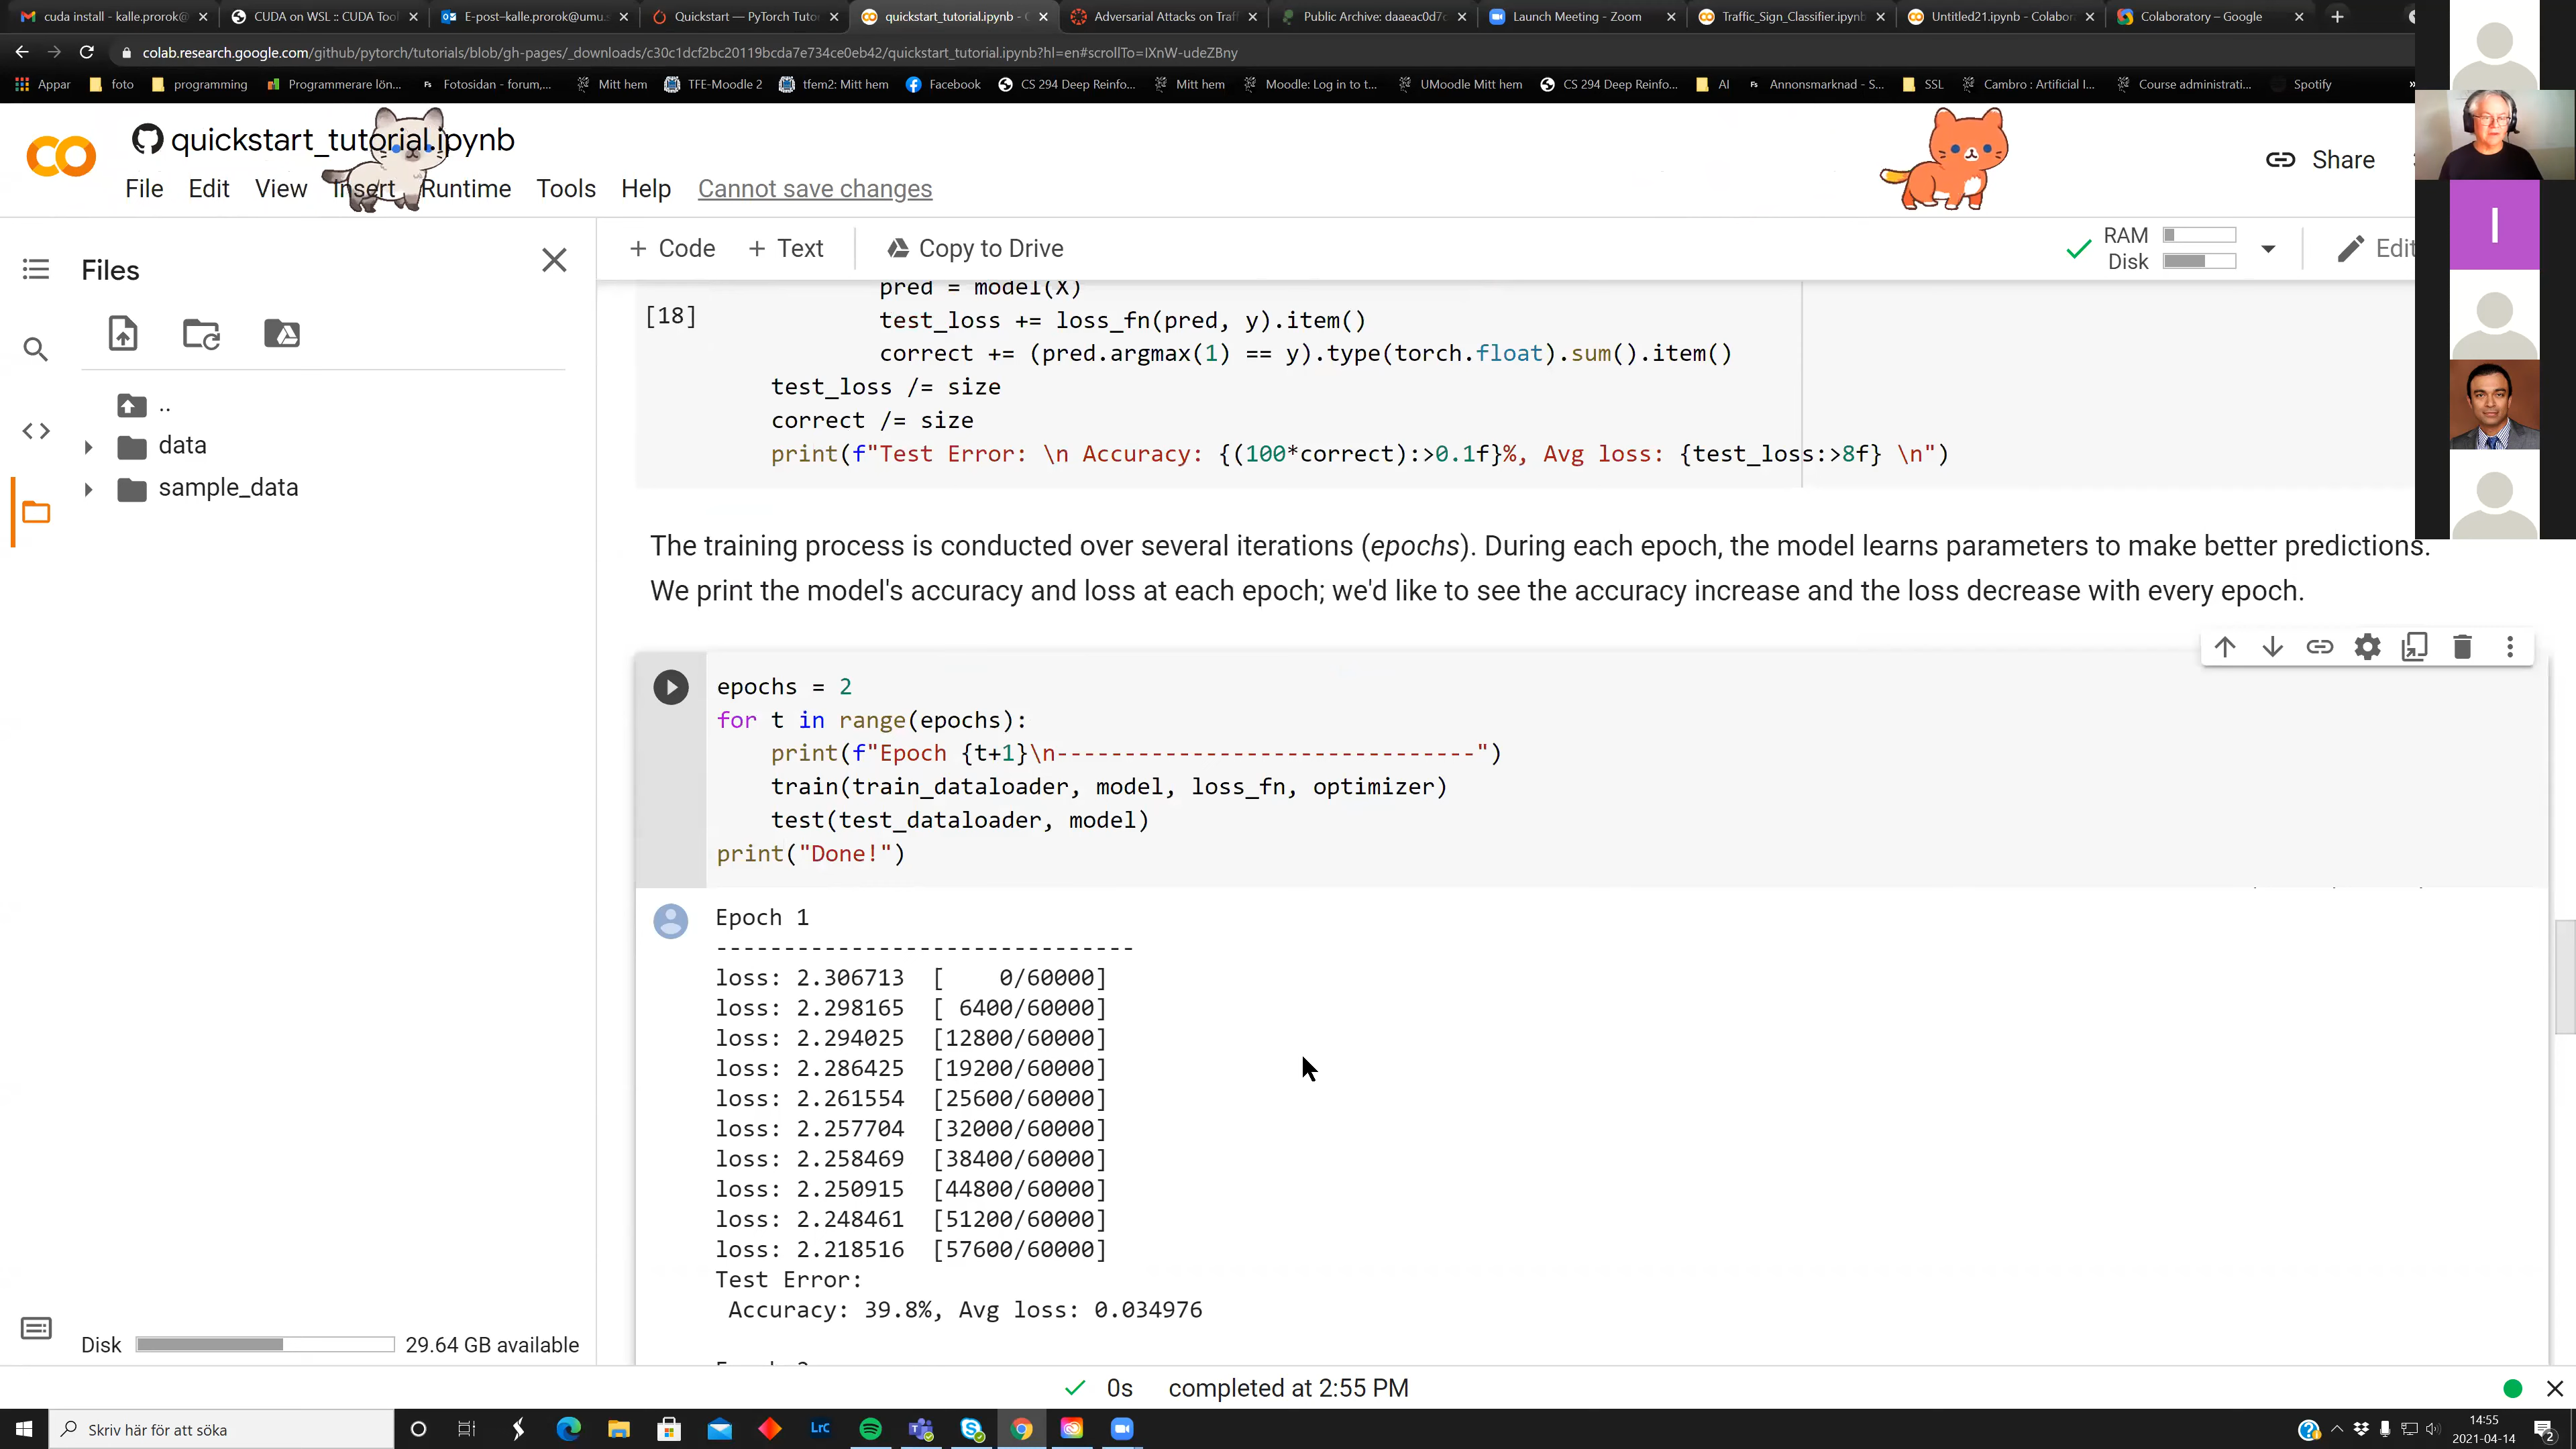 cuda install - kalle.prorok@
CUDA on WSL :: CUDA Tool
E-post–kalle.prorok@umu.s
Quickstart — PyTorch Tutor
quickstart_tutorial.ipynb - C
Adversarial Attacks on Traff
Public Archive: daaeac0d7c
Launch Meeting - Zoom
Traffic_Sign_Classifier.ipynb
Untitled21.ipynb - Colabor
Colaboratory – Google
colab.research.google.com/github/pytorch/tutorials/blob/gh-pages/_downloads/c30c1dcf2bc20119bcda7e734ce0eb42/quickstart_tutorial.ipynb?hl=en#scrollTo=IXnW-udeZBny
Appar foto programming Programmerare lön... Fotosidan - forum,... Mitt hem TFE-Moodle 2 tfem2: Mitt hem Facebook CS 294 Deep Reinfo... Mitt hem Moodle: Log in to t... UMoodle Mitt hem CS 294 Deep Reinfo... AI Annonsmarknad - S... SSL Cambro : Artificial I... Course administrati... Spotify »
quickstart_tutorial.ipynb
File Edit View Insert Runtime Tools Help Cannot save changes
Share
I
Files
+ Code + Text Copy to Drive
RAM
Disk
Edit
..
data
sample_data
Disk 29.64 GB available
pred = model(X)
[18]
test_loss += loss_fn(pred, y).item()
correct += (pred.argmax(1) == y).type(torch.float).sum().item()
test_loss /= size
correct /= size
print(f"Test Error: \n Accuracy: {(100*correct):>0.1f}%, Avg loss: {test_loss:>8f} \n")
The training process is conducted over several iterations (epochs). During each epoch, the model learns parameters to make better predictions.
We print the model's accuracy and loss at each epoch; we'd like to see the accuracy increase and the loss decrease with every epoch.
epochs = 2
for t in range(epochs):
print(f"Epoch {t+1}\n-------------------------------")
train(train_dataloader, model, loss_fn, optimizer)
test(test_dataloader, model)
print("Done!")
Epoch 1
-------------------------------
loss: 2.306713 [ 0/60000]
loss: 2.298165 [ 6400/60000]
loss: 2.294025 [12800/60000]
loss: 2.286425 [19200/60000]
loss: 2.261554 [25600/60000]
loss: 2.257704 [32000/60000]
loss: 2.258469 [38400/60000]
loss: 2.250915 [44800/60000]
loss: 2.248461 [51200/60000]
loss: 2.218516 [57600/60000]
Test Error:
Accuracy: 39.8%, Avg loss: 0.034976
0s completed at 2:55 PM
Skriv här för att söka
LrC
14:55
2021-04-14
2